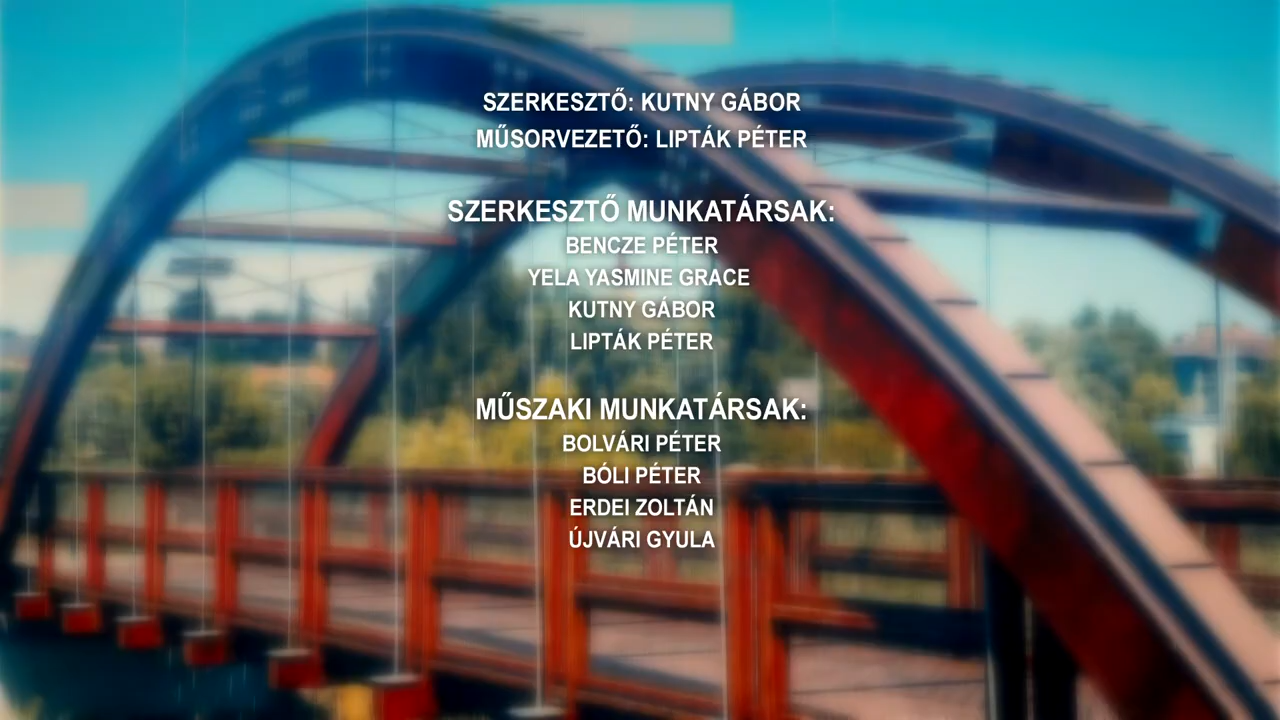 SZERKESZTŐ: KUTNY GÁBOR
MŰSORVEZETŐ: LIPTÁK PÉTER
SZERKESZTŐ MUNKATÁRSAK:
BENCZE PÉTER
YELA YASMINE GRACE
KUTNY GÁBOR
LIPTÁK PÉTER
MŰSZAKI MUNKATÁRSAK:
BOLVÁRI PÉTER
BÓLI PÉTER
ERDEI ZOLTÁN
ÚJVÁRI GYULA